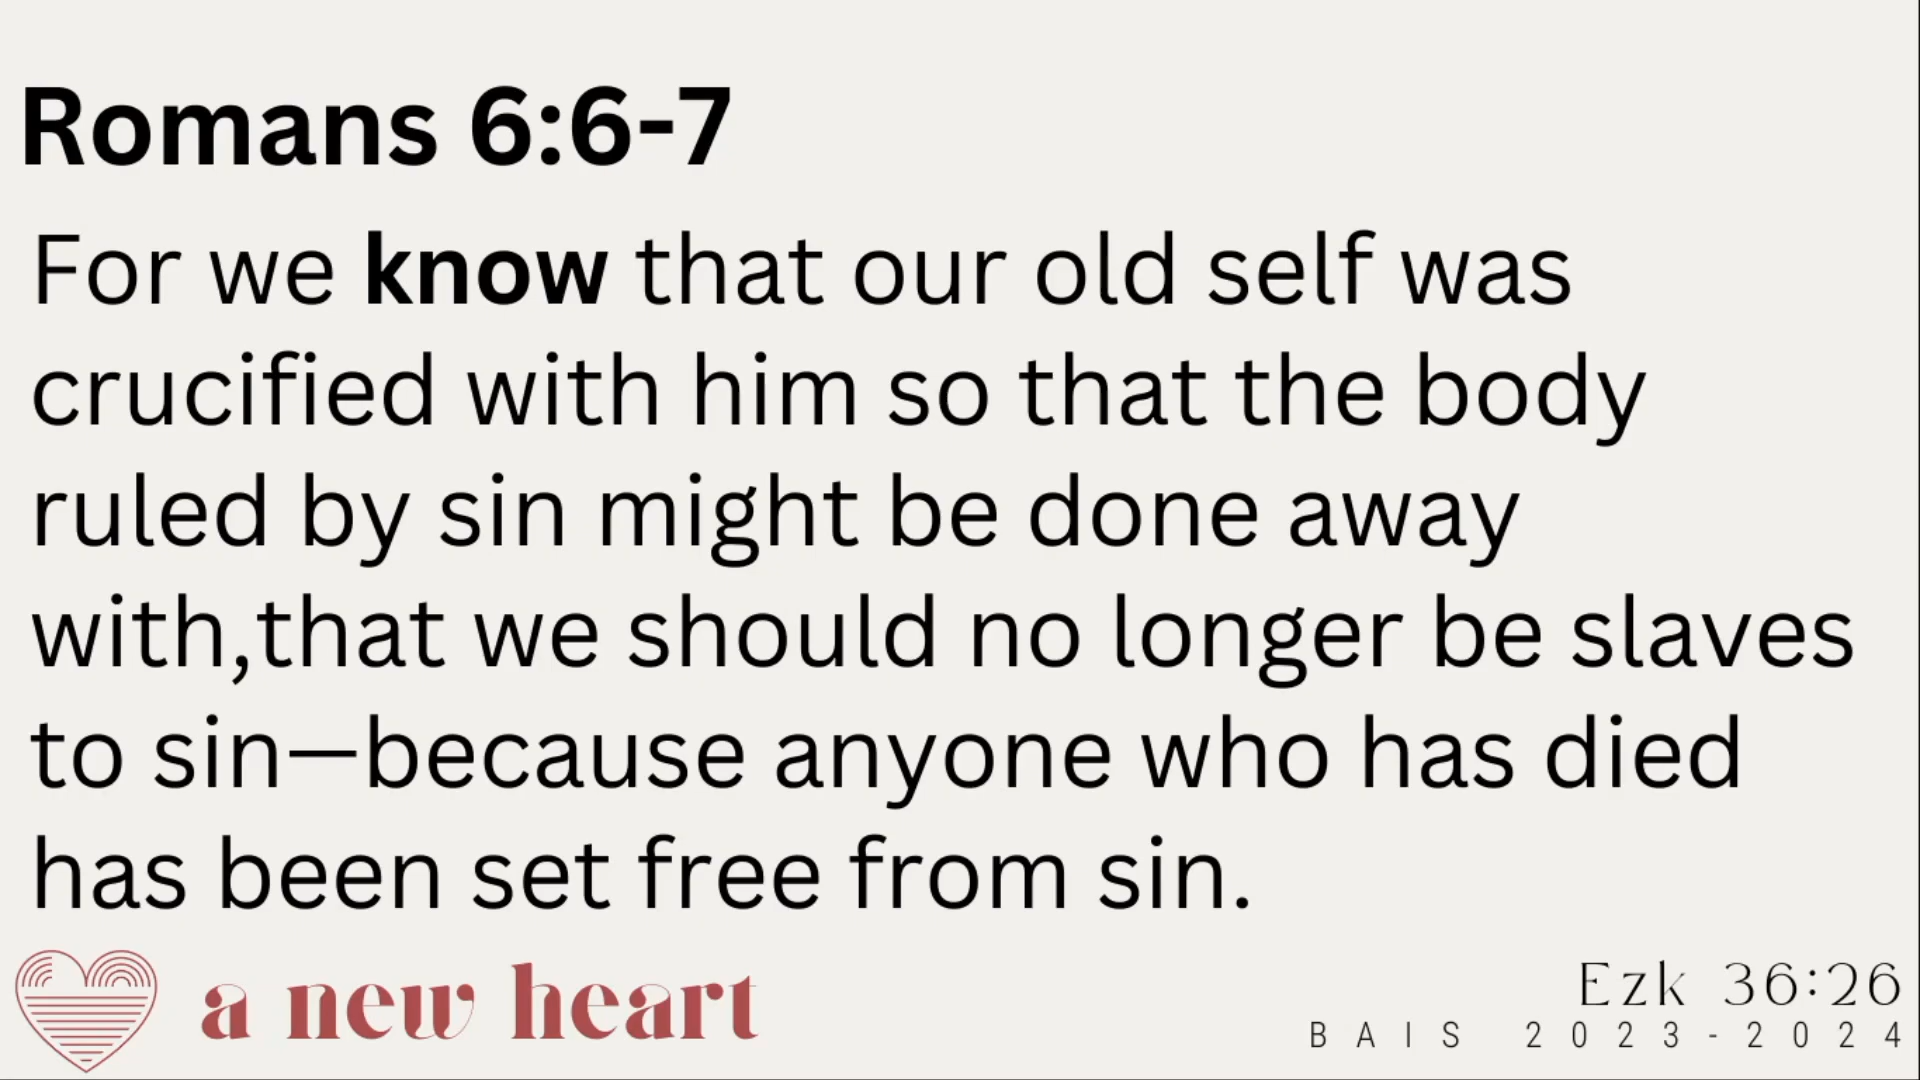 Romans 6:6-7
For we know that our old self was
crucified with him so that the body
ruled by sin might be done away
with,that we should no longer be slaves
to sin—because anyone who has died
has been set free from sin.
a new heart
Ezk 36:26
BAIS 2023-2024